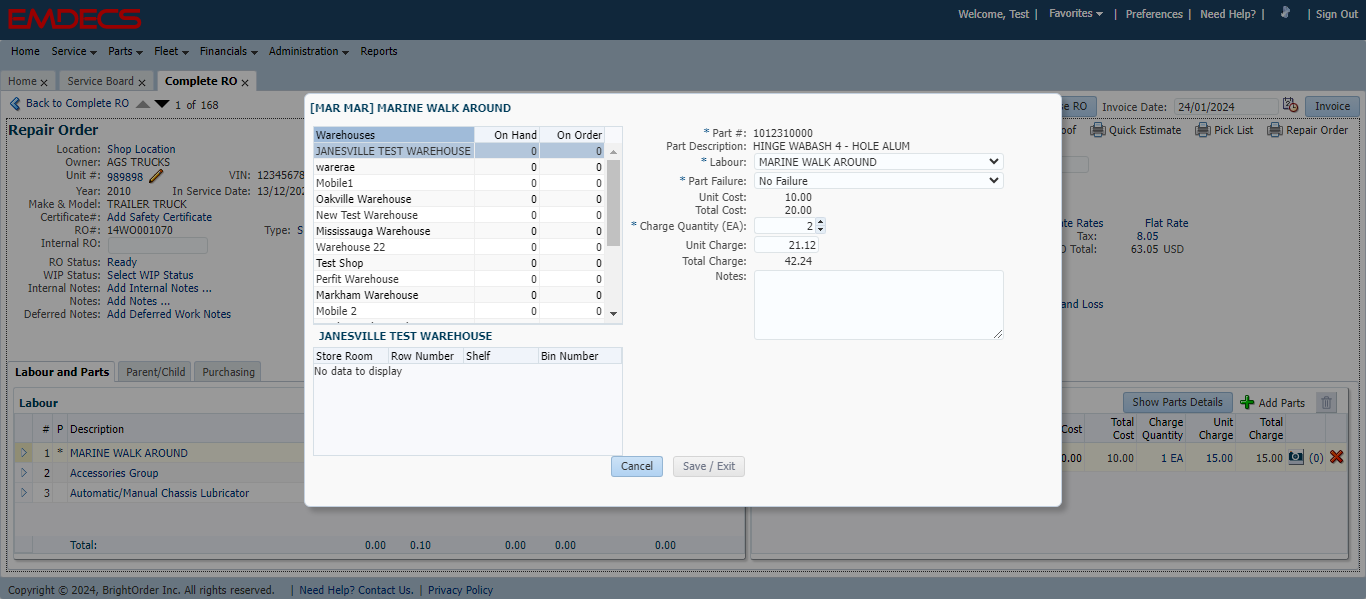 EMDECS
Welcome, Test | Favorites | Preferences | Need Help? | | Sign Out
Home Service Parts Fleet Financials Administration Reports
Home x Service Board x Complete RO x
Back to Complete RO 1 of 168
RO Invoice Date: 24/01/2024 Invoice
Repair Order
Quick Estimate Pick List Repair Order
Location: Shop Location
Owner: AGS TRUCKS
Unit #: 989898 VIN: 12345678
Year: 2010 In Service Date: 13/12/202
Make & Model: TRAILER TRUCK
Certificate#: Add Safety Certificate
RO#: 14WO001070 Type: S
Internal RO:
RO Status: Ready
WIP Status: Select WIP Status
Internal Notes: Add Internal Notes ...
Notes: Add Notes ...
Deferred Notes: Add Deferred Work Notes
Rates Flat Rate
Tax: 8.05
Total: 63.05 USD
and Loss
[MAR MAR] MARINE WALK AROUND
Warehouses On Hand On Order
JANESVILLE TEST WAREHOUSE 0 0
warerae 0 0
Mobile1 0 0
Oakville Warehouse 0 0
New Test Warehouse 0 0
Mississauga Warehouse 0 0
Warehouse 22 0 0
Test Shop 0 0
Perfit Warehouse 0 0
Markham Warehouse 0 0
Mobile 2 0 0
JANESVILLE TEST WAREHOUSE
Store Room Row Number Shelf Bin Number
No data to display
* Part #: 1012310000
Part Description: HINGE WABASH 4 - HOLE ALUM
* Labour: MARINE WALK AROUND
* Part Failure: No Failure
Unit Cost: 10.00
Total Cost: 20.00
* Charge Quantity (EA): 2
Unit Charge: 21.12
Total Charge: 42.24
Notes:
Cancel Save / Exit
Labour and Parts Parent/Child Purchasing
Labour
# P Description
1 * MARINE WALK AROUND
2 Accessories Group
3 Automatic/Manual Chassis Lubricator
Total: 0.00 0.10 0.00 0.00 0.00
Show Parts Details Add Parts
Cost Total Cost Charge Quantity Unit Charge Total Charge
0.00 10.00 1 EA 15.00 15.00 (0)
Copyright © 2024, BrightOrder Inc. All rights reserved. | Need Help? Contact Us. | Privacy Policy